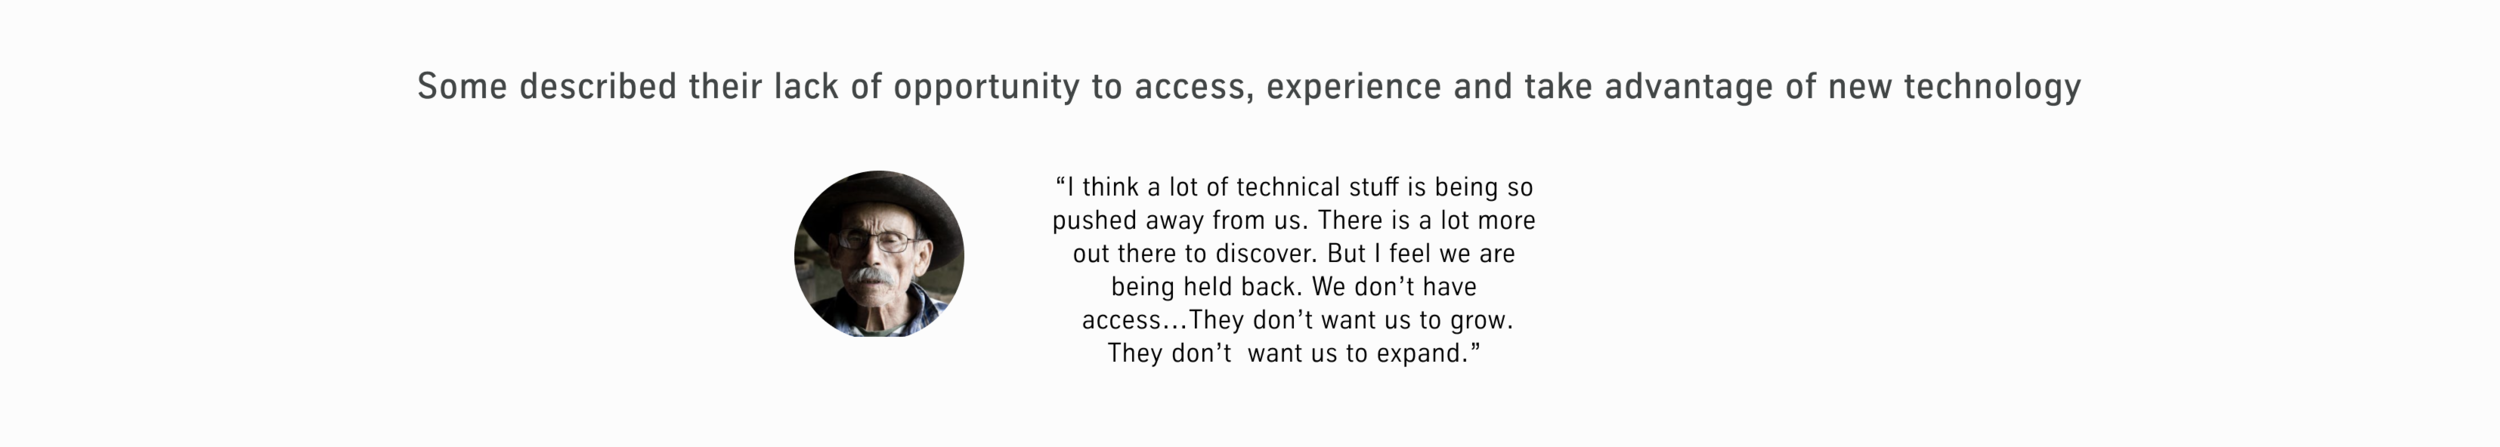 Some described their lack of opportunity to access, experience and take advantage of new technology
“I think a lot of technical stuff is being so
pushed away from us. There is a lot more
out there to discover. But I feel we are
being held back. We don’t have
access...They don’t want us to grow.
They don’t  want us to expand.”